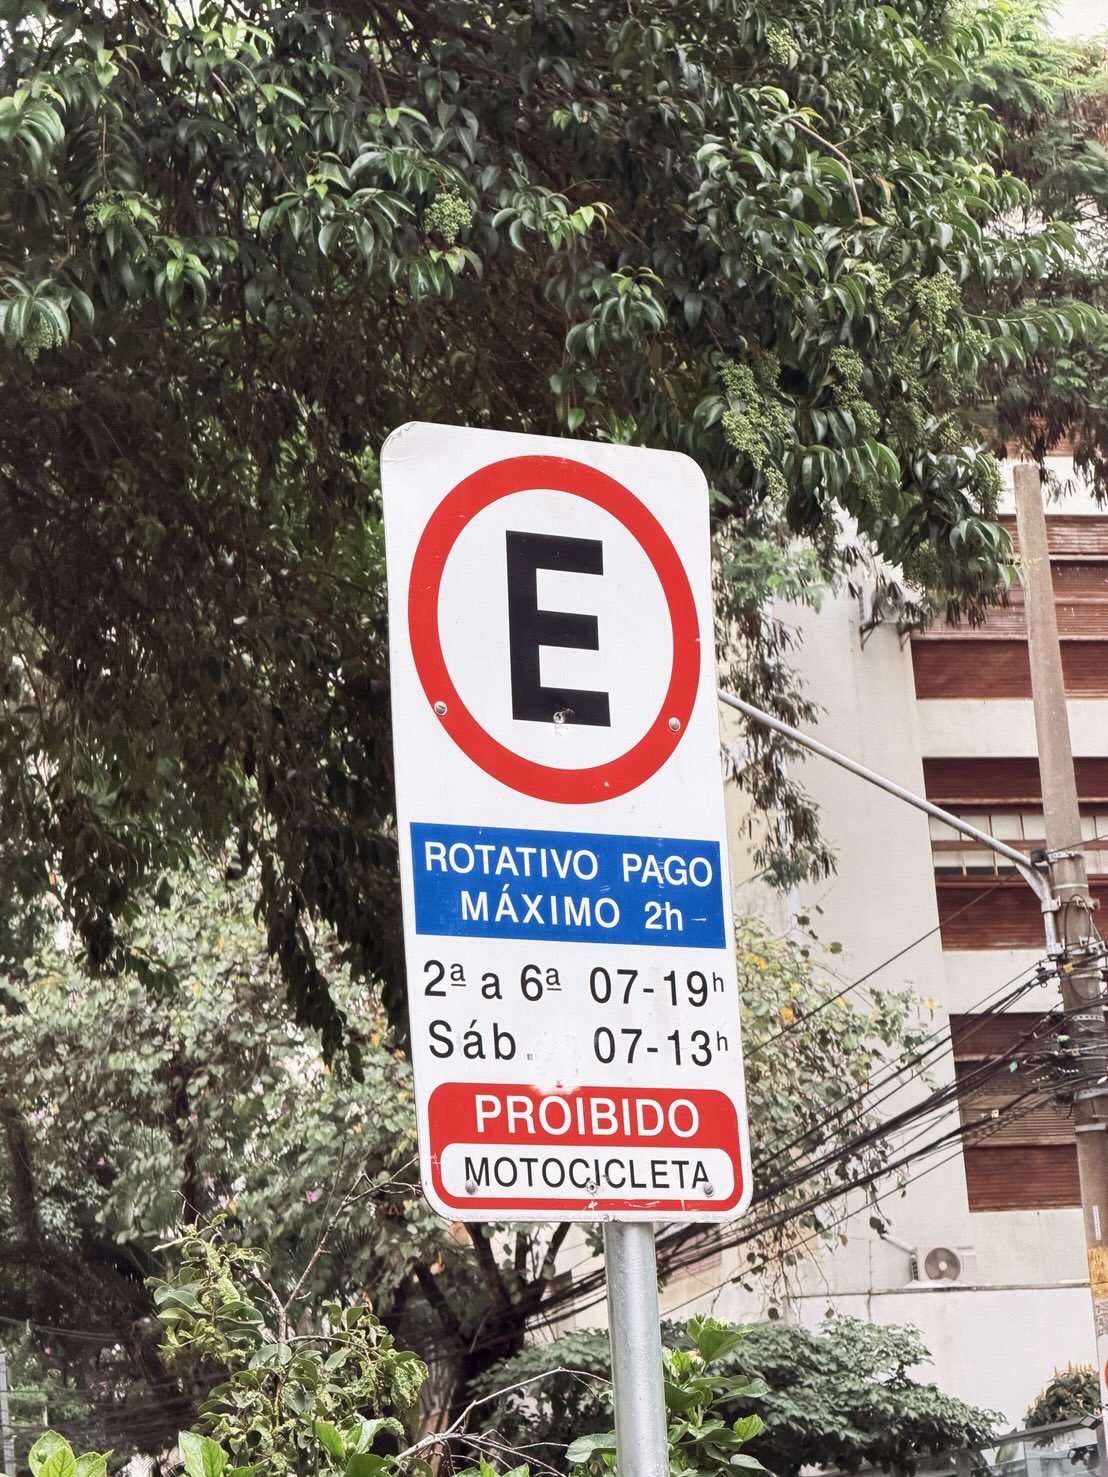 E
ROTATIVO PAGO
MÁXIMO 2h
2ª a 6ª 07-19h
Sáb. 07-13h
PROIBIDO
MOTOCICLETA